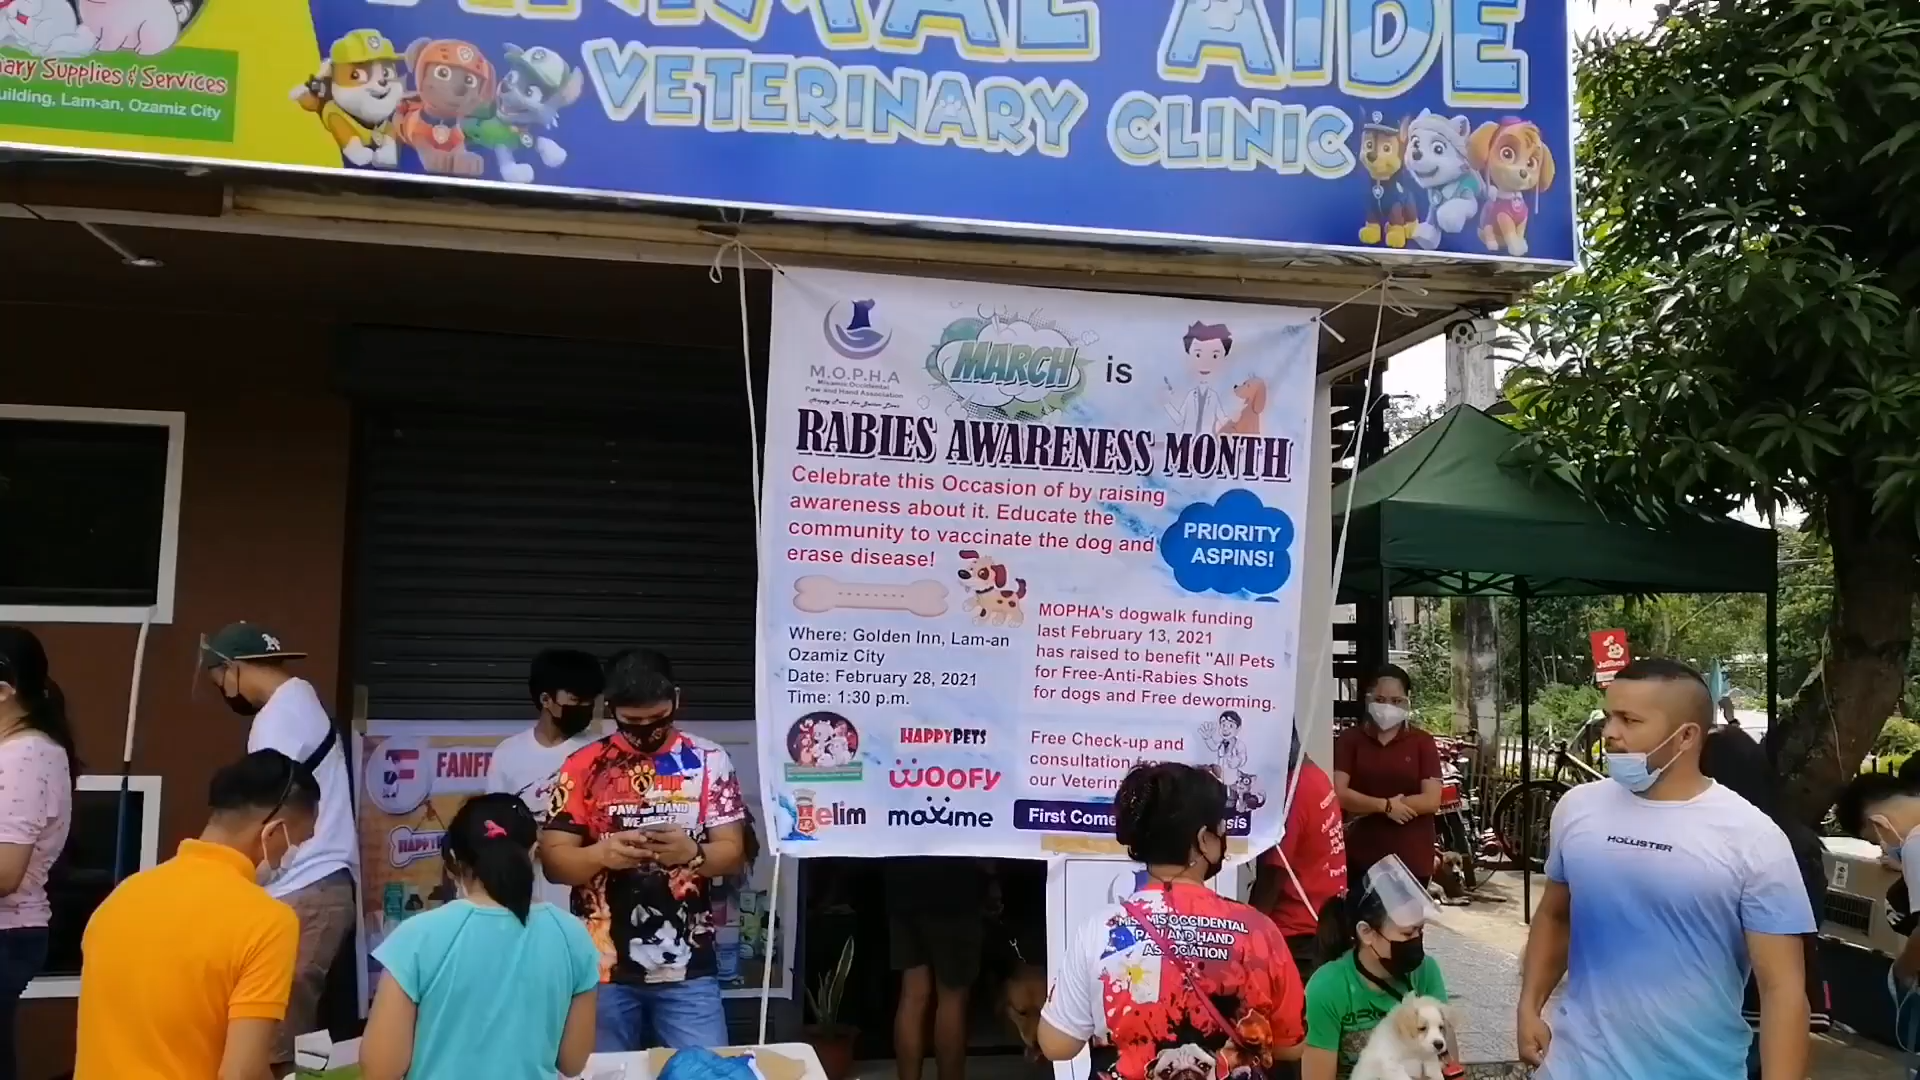 ANIMAL AIDE
VETERINARY CLINIC
ary Supplies & Services
uilding, Lam-an, Ozamiz City
M.O.P.H.A
Misamis Occidental
Paw and Hand Association
MARCH is
RABIES AWARENESS MONTH
Celebrate this Occasion of by raising
awareness about it. Educate the
community to vaccinate the dog and
erase disease!
PRIORITY
ASPINS!
Where: Golden Inn, Lam-an
Ozamiz City
Date: February 28, 2021
Time: 1:30 p.m.
MOPHA's dogwalk funding
last February 13, 2021
has raised to benefit "All Pets
for Free-Anti-Rabies Shots
for dogs and Free deworming.
Free Check-up and
consultation
our Veterin
First Come
sis
HAPPYPETS
WOOFY
elim
maxime
FANF
HAPPY
PAW and HAND
MISAMIS OCCIDENTAL
PAW AND HAND
ASSOCIATION
HOLLISTER
Jollibee